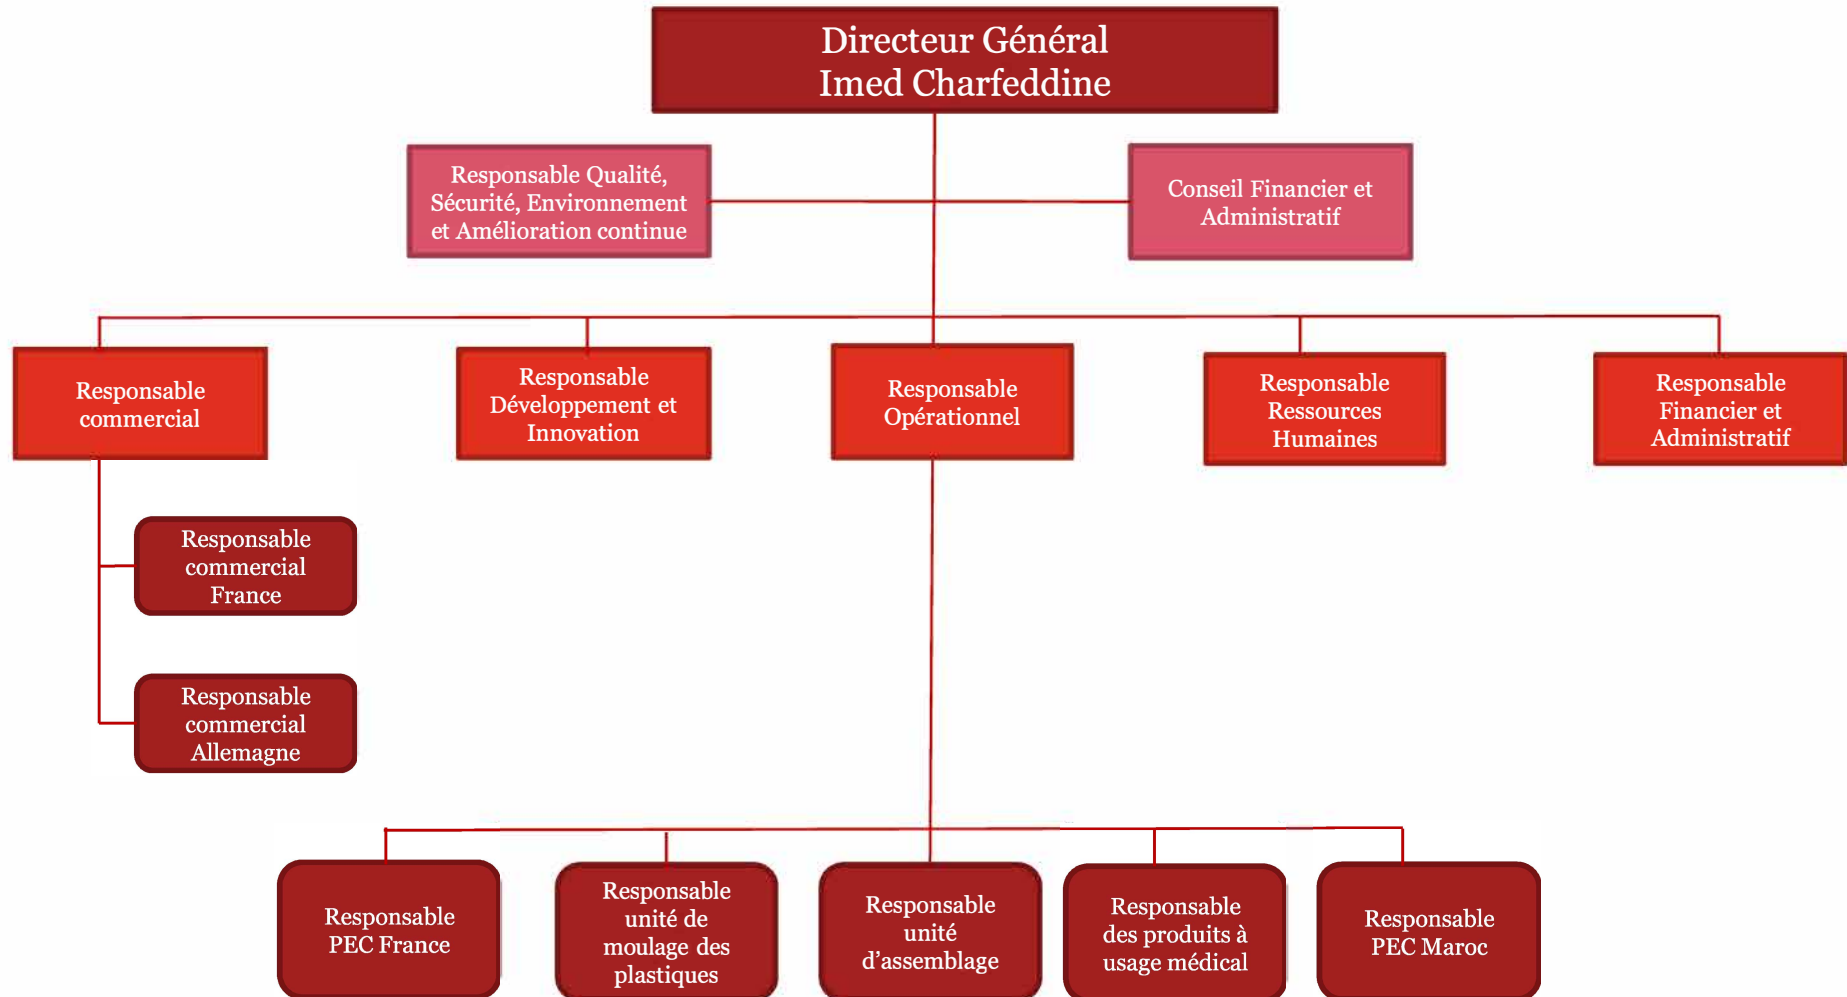 Directeur Général
Imed Charfeddine
Responsable Qualité,
Sécurité, Environnement
et Amélioration continue
Conseil Financier et
Administratif
Responsable
commercial
Responsable
Développement et
Innovation
Responsable
Opérationnel
Responsable
Ressources
Humaines
Responsable
Financier et
Administratif
Responsable
commercial
France
Responsable
commercial
Allemagne
Responsable
PEC France
Responsable
unité de
moulage des
plastiques
Responsable
unité
d’assemblage
Responsable
des produits à
usage médical
Responsable
PEC Maroc